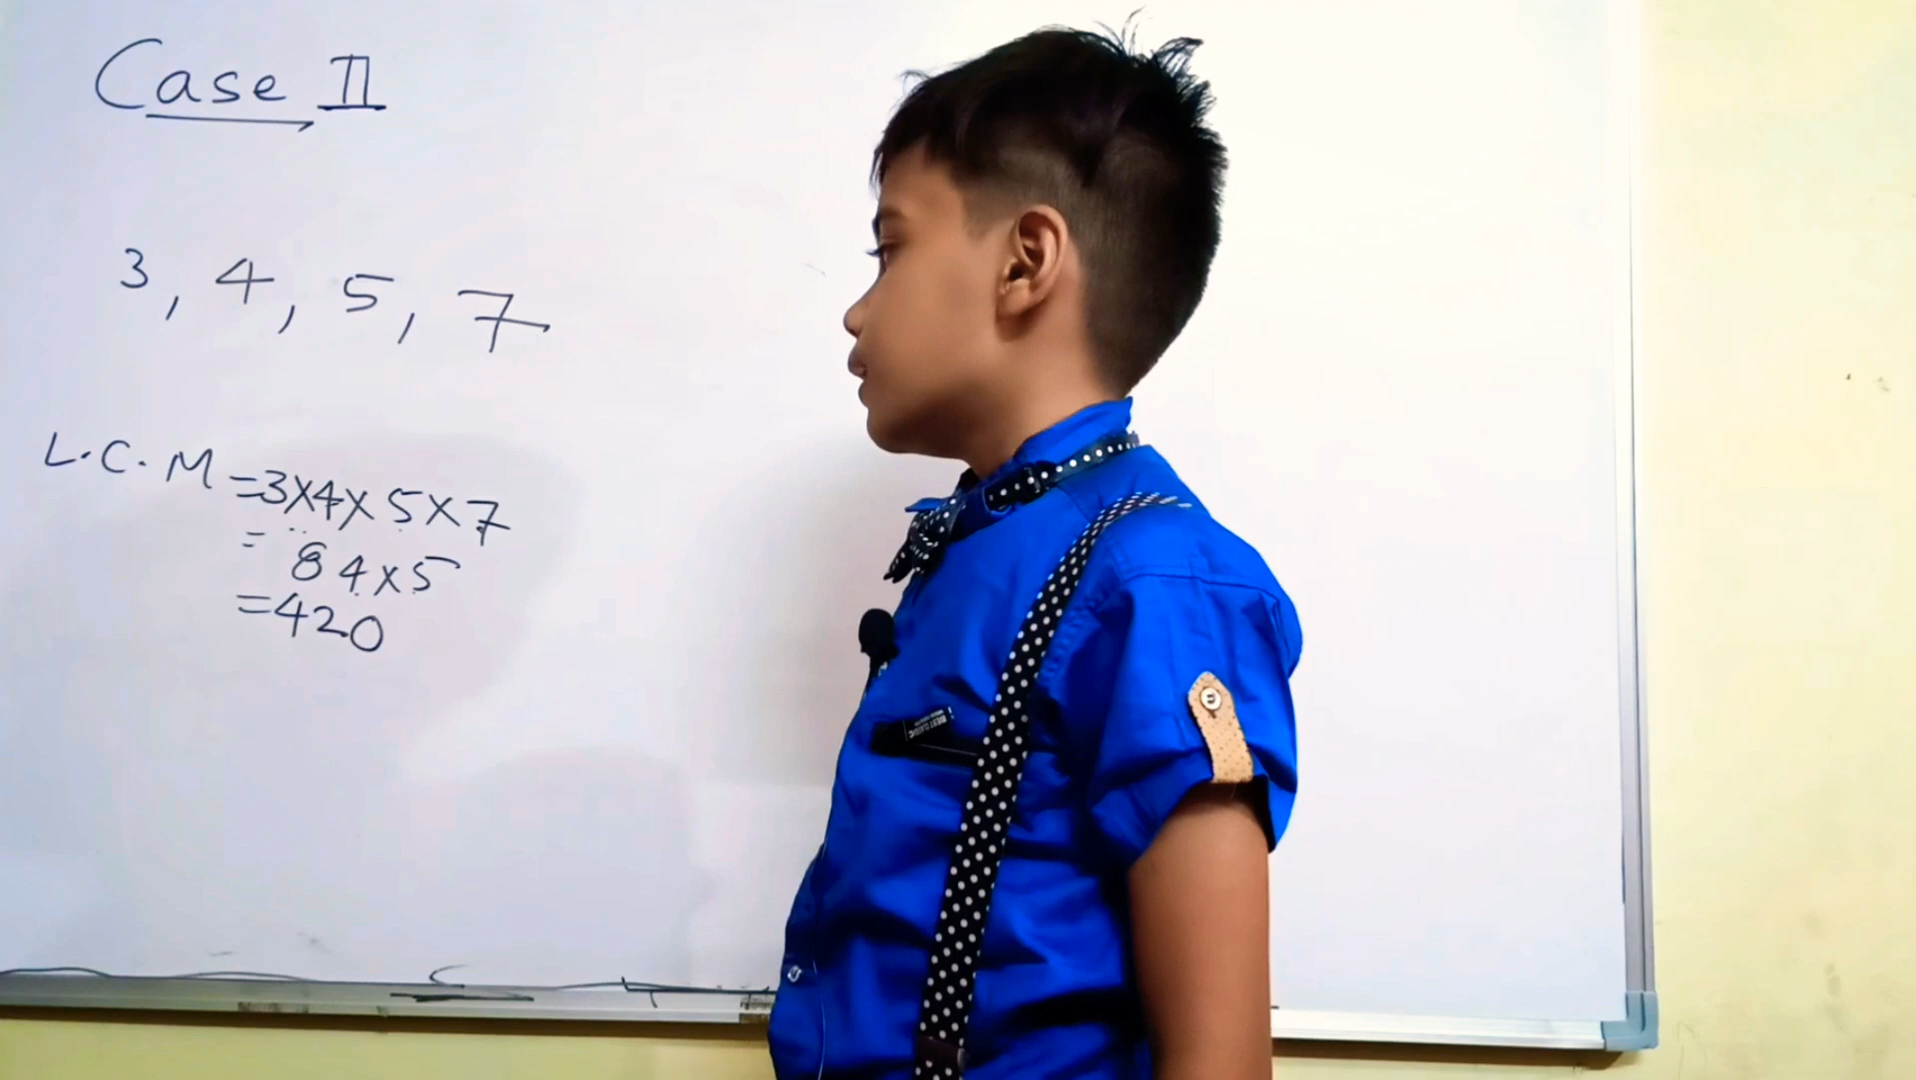 Case II
3, 4, 5, 7
L.C.M =3X4X5X7
= 84x5
=420